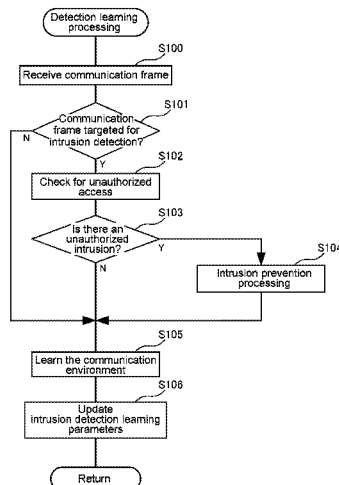 Detection learning
processing
S100
Receive communication frame
S101
Communication
frame targeted for
intrusion detection?
N
Y
S102
Check for unauthorized
access
S103
Is there an
unauthorized
intrusion?
Y
N
S104
Intrusion prevention
processing
S105
Learn the communication
environment
S106
Update
intrusion detection learning
parameters
Return